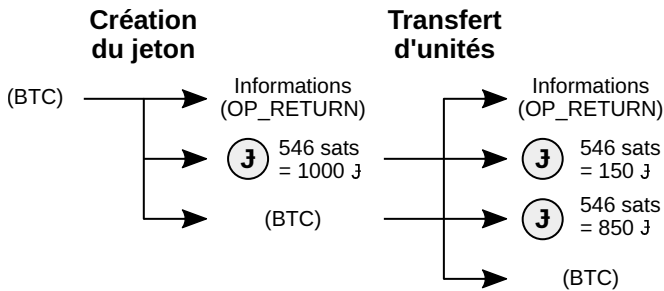 Création
du jeton
Transfert
d'unités
(BTC)
Informations
(OP_RETURN)
J 546 sats
= 1000 J
(BTC)
Informations
(OP_RETURN)
J 546 sats
= 150 J
J 546 sats
= 850 J
(BTC)